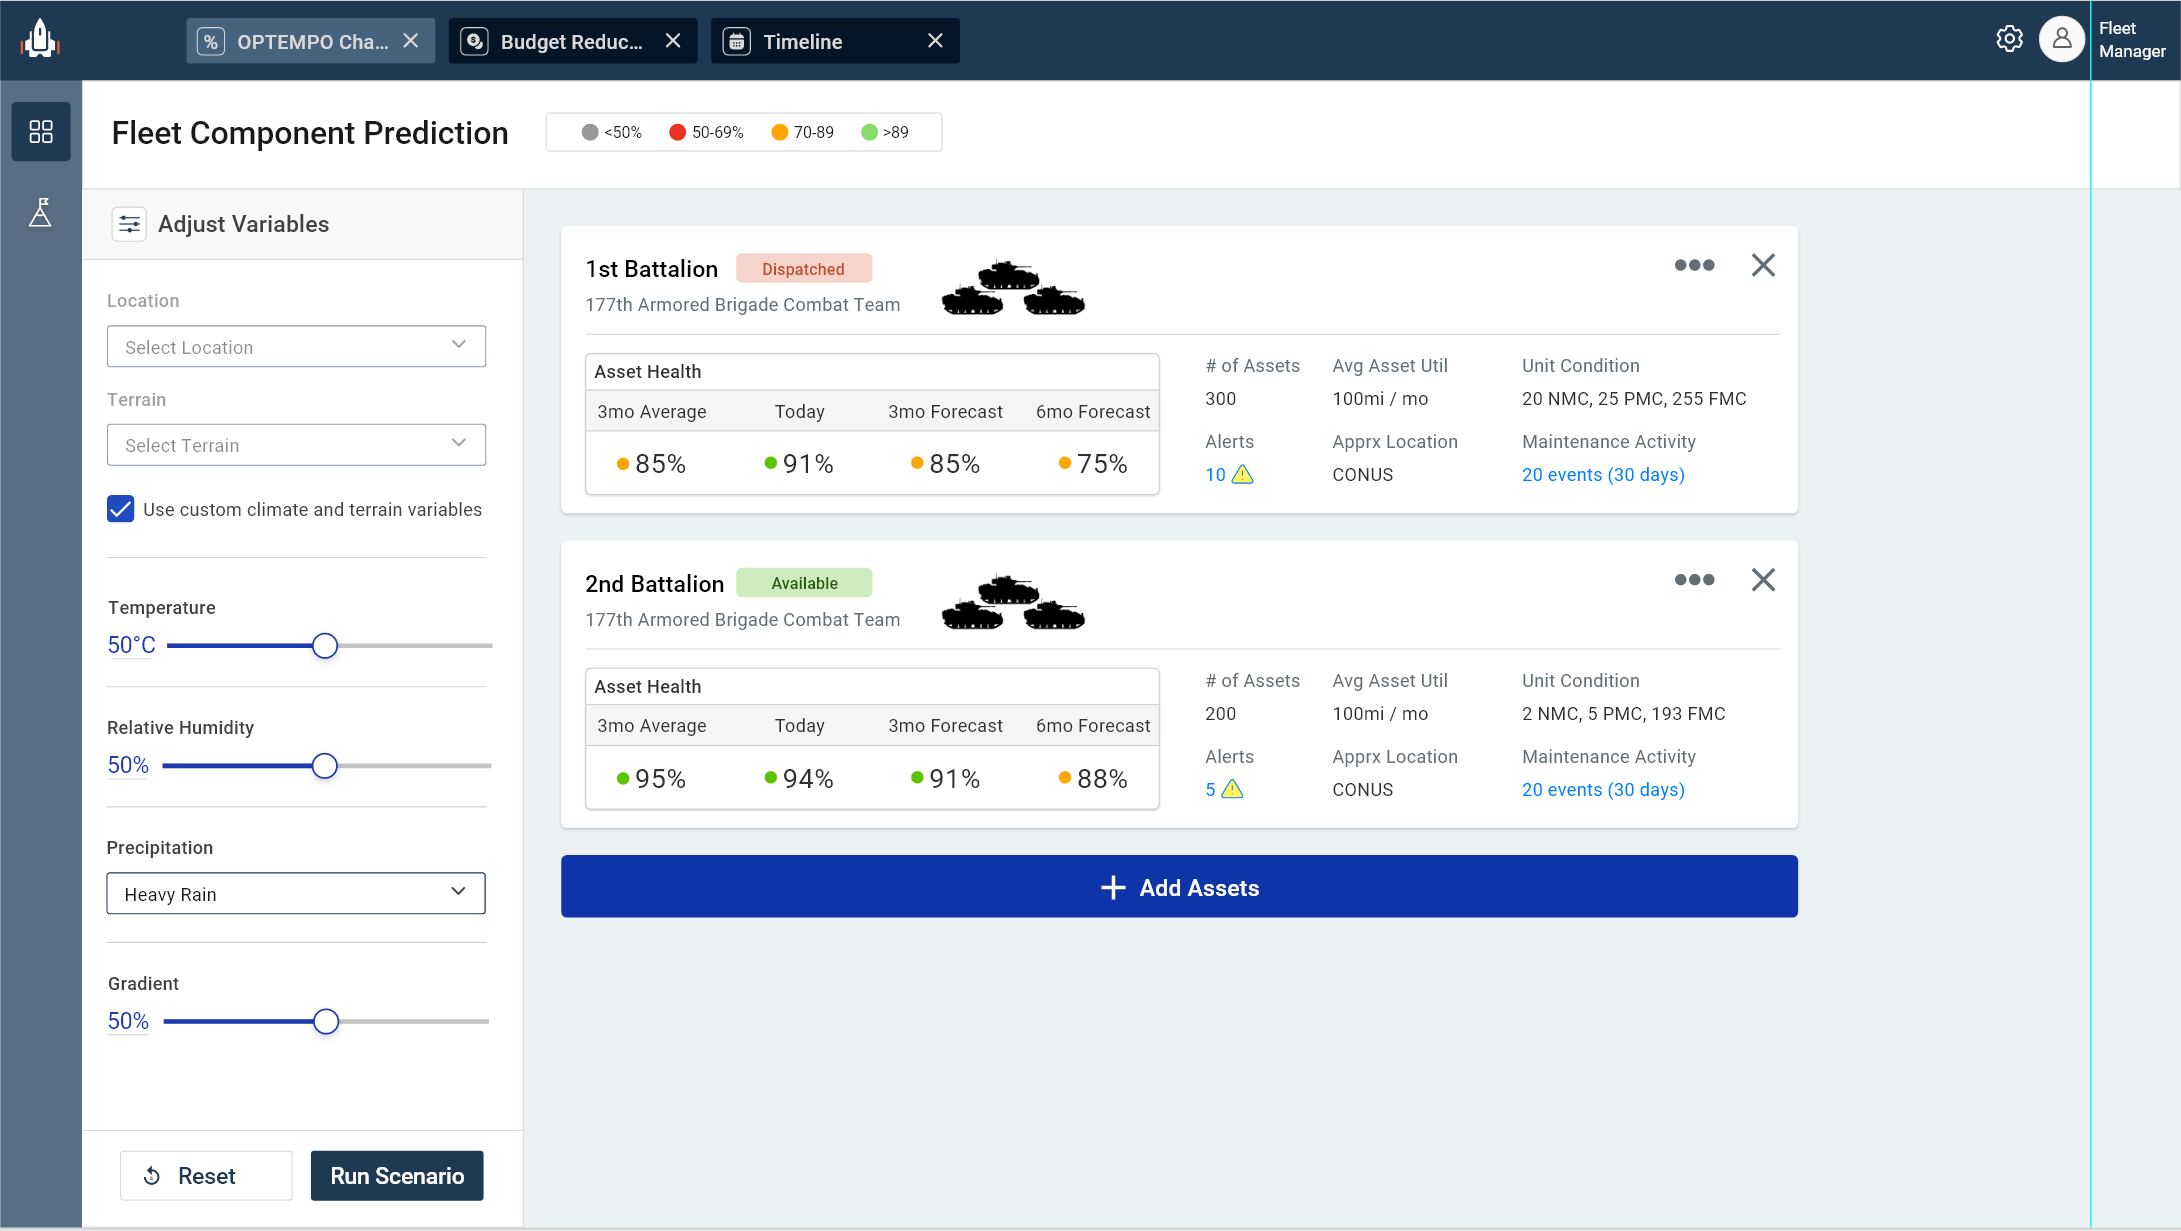 % OPTEMPO Cha...
$ Budget Reduc...
Timeline
Fleet
Manager
Fleet Component Prediction
<50% 50-69% 70-89 >89
Adjust Variables
Location
Select Location
Terrain
Select Terrain
Use custom climate and terrain variables
Temperature
50°C
Relative Humidity
50%
Precipitation
Heavy Rain
Gradient
50%
Reset
Run Scenario
1st Battalion Dispatched
177th Armored Brigade Combat Team
Asset Health
3mo Average Today 3mo Forecast 6mo Forecast
85% 91% 85% 75%
# of Assets Avg Asset Util Unit Condition
300 100mi / mo 20 NMC, 25 PMC, 255 FMC
Alerts Apprx Location Maintenance Activity
10 CONUS 20 events (30 days)
2nd Battalion Available
177th Armored Brigade Combat Team
Asset Health
3mo Average Today 3mo Forecast 6mo Forecast
95% 94% 91% 88%
# of Assets Avg Asset Util Unit Condition
200 100mi / mo 2 NMC, 5 PMC, 193 FMC
Alerts Apprx Location Maintenance Activity
5 CONUS 20 events (30 days)
Add Assets